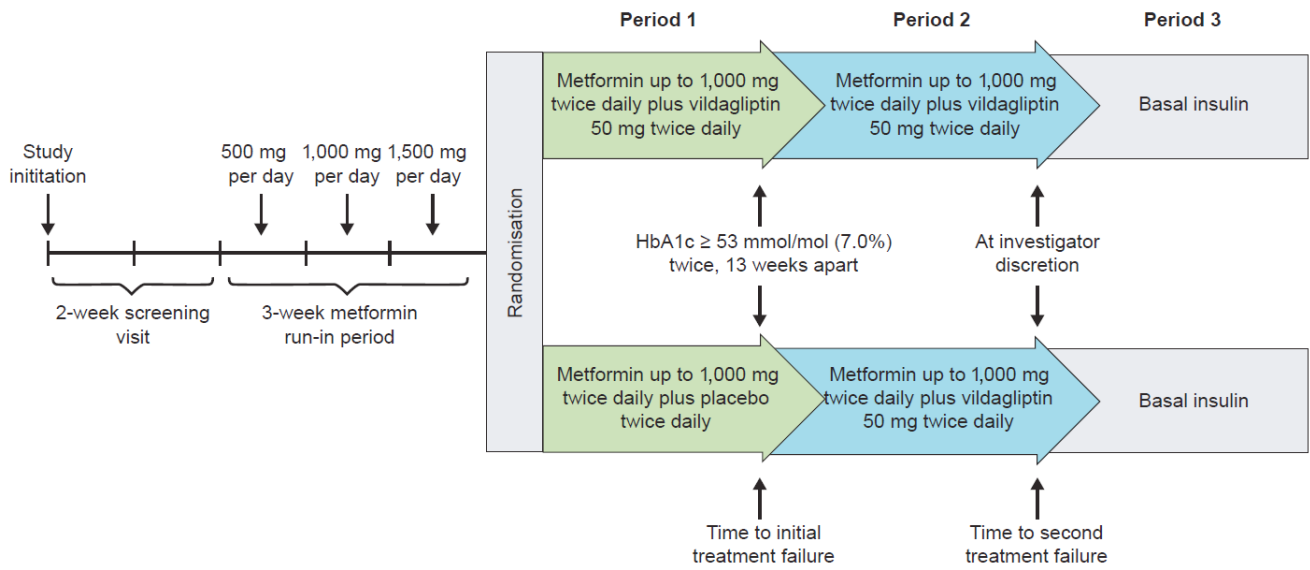 Period 1
Period 2
Period 3
Study
inititation
500 mg
per day
1,000 mg
per day
1,500 mg
per day
2-week screening
visit
3-week metformin
run-in period
Randomisation
Metformin up to 1,000 mg
twice daily plus vildagliptin
50 mg twice daily
Metformin up to 1,000 mg
twice daily plus vildagliptin
50 mg twice daily
Basal insulin
HbA1c ≥ 53 mmol/mol (7.0%)
twice, 13 weeks apart
At investigator
discretion
Metformin up to 1,000 mg
twice daily plus placebo
twice daily
Metformin up to 1,000 mg
twice daily plus vildagliptin
50 mg twice daily
Basal insulin
Time to initial
treatment failure
Time to second
treatment failure